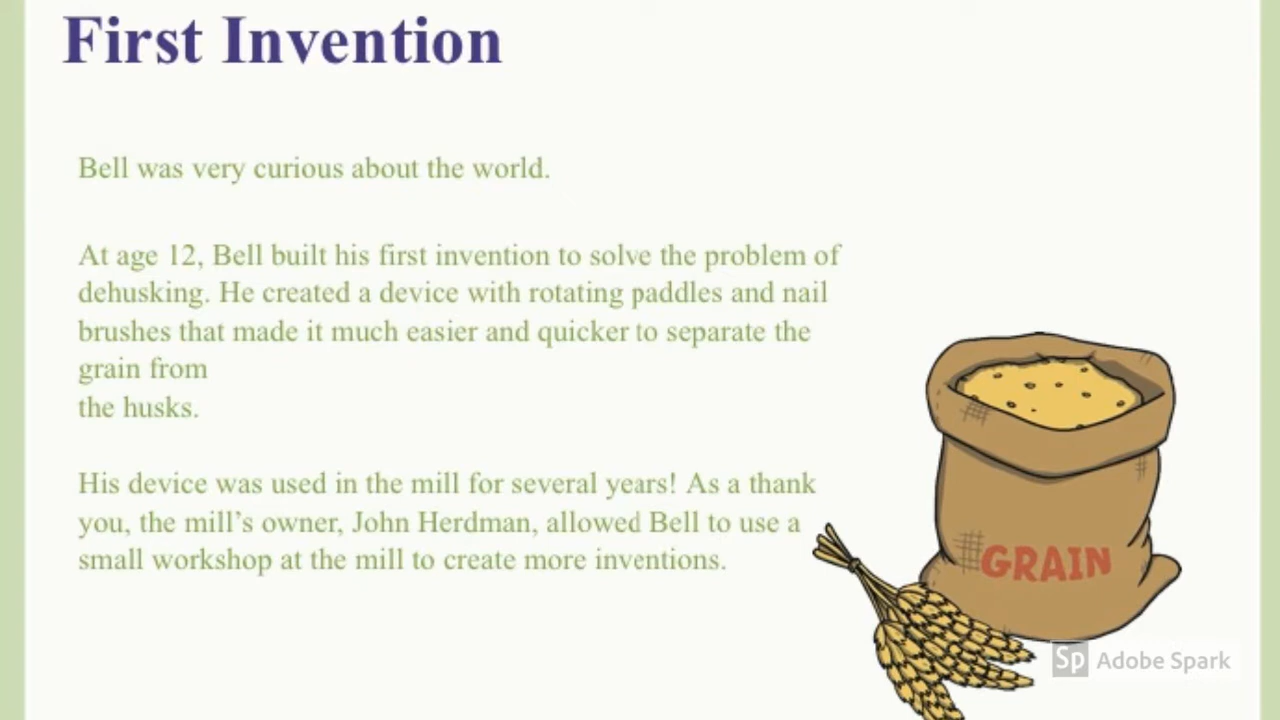 First Invention
Bell was very curious about the world.
At age 12, Bell built his first invention to solve the problem of
dehusking. He created a device with rotating paddles and nail
brushes that made it much easier and quicker to separate the
grain from
the husks.
His device was used in the mill for several years! As a thank
you, the mill’s owner, John Herdman, allowed Bell to use a
small workshop at the mill to create more inventions.
GRAIN
Sp Adobe Spark